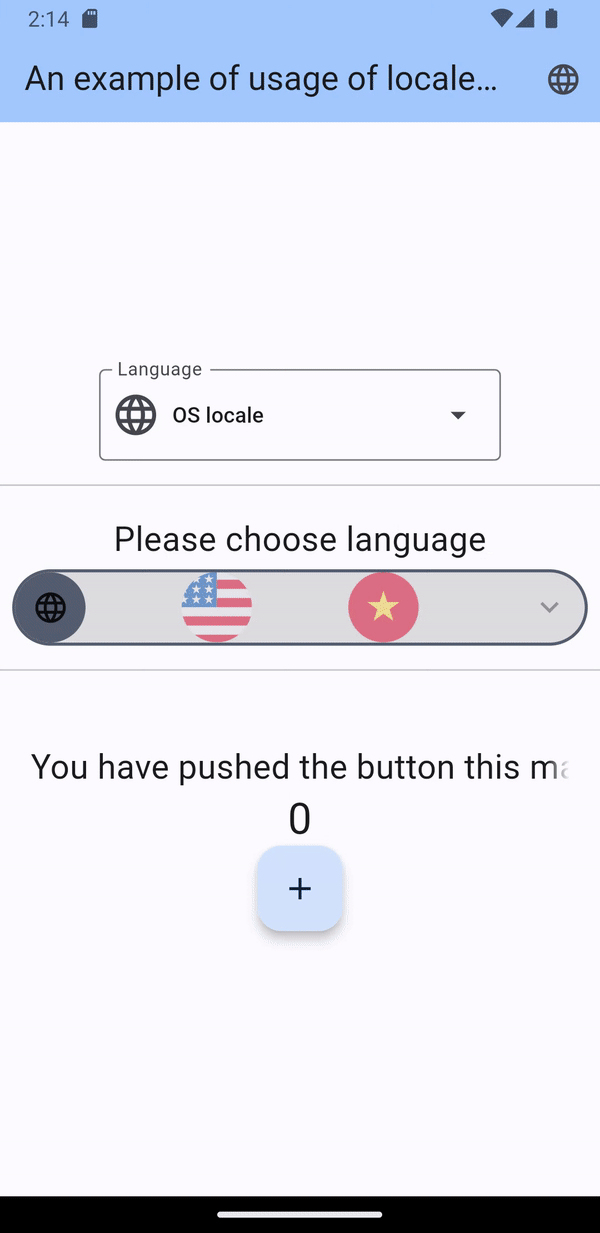 2:14
An example of usage of locale...
Language
OS locale
Please choose language
You have pushed the button this
0
+